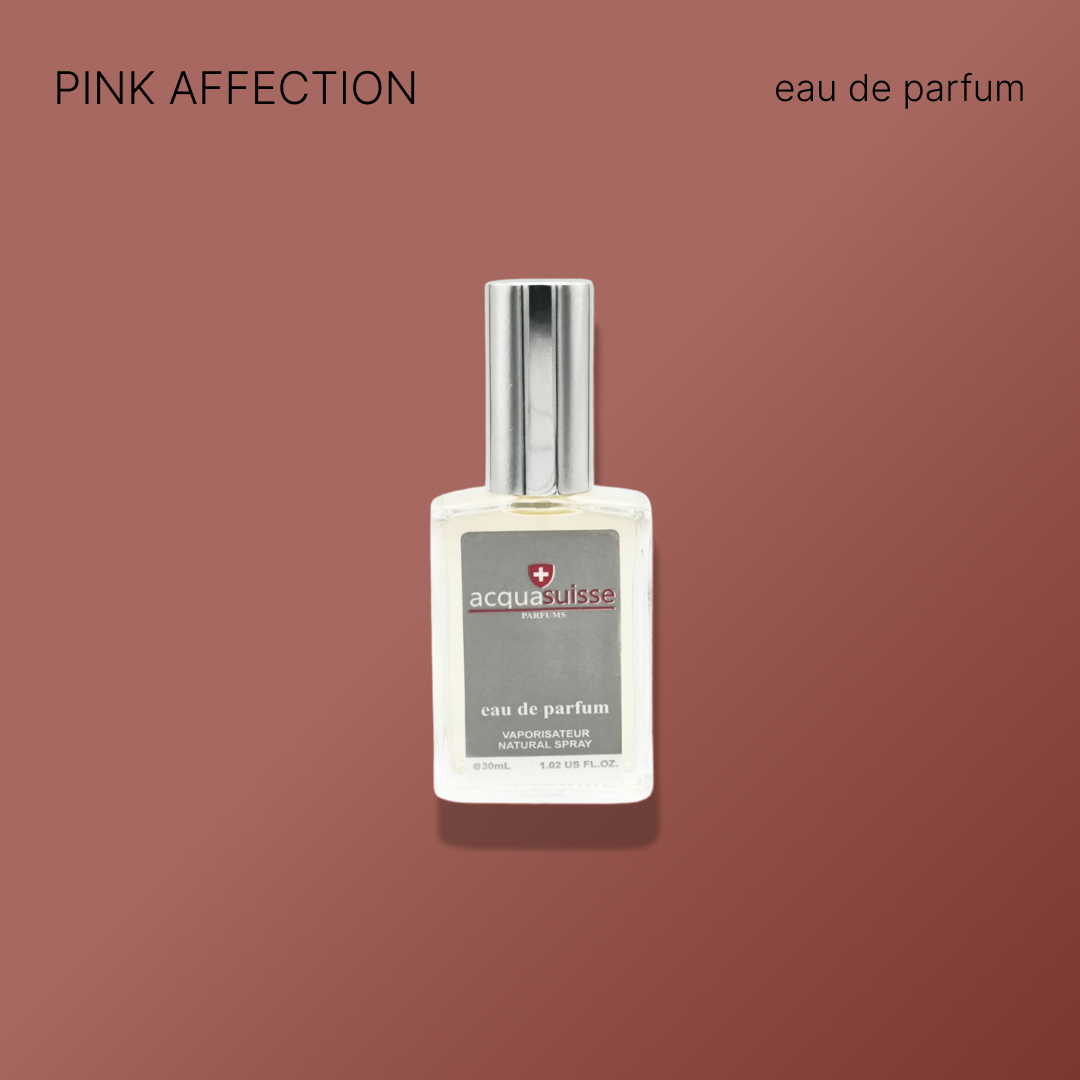 PINK AFFECTION
eau de parfum
acquasuisse
PARFUMS
eau de parfum
VAPORISATEUR
NATURAL SPRAY
℮30mL 1.02 US FL.OZ.